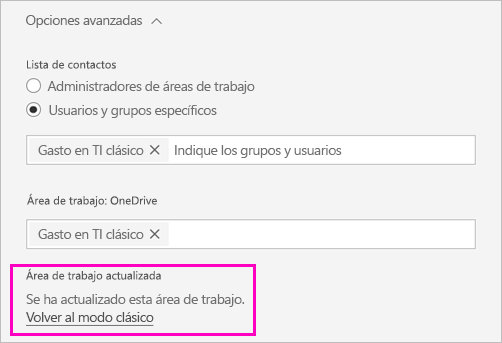 Opciones avanzadas
Lista de contactos
Administradores de áreas de trabajo
Usuarios y grupos específicos
Gasto en TI clásico Indique los grupos y usuarios
Área de trabajo: OneDrive
Gasto en TI clásico
Área de trabajo actualizada
Se ha actualizado esta área de trabajo.
Volver al modo clásico